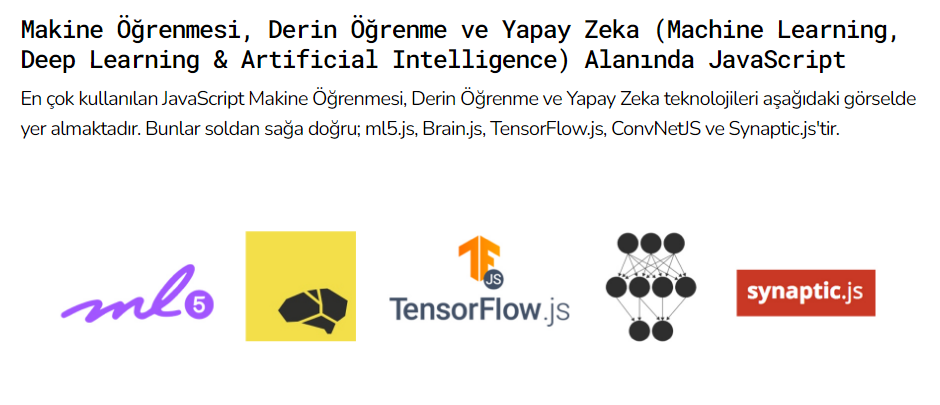 Makine Öğrenmesi, Derin Öğrenme ve Yapay Zeka (Machine Learning,
Deep Learning & Artificial Intelligence) Alanında JavaScript
En çok kullanılan JavaScript Makine Öğrenmesi, Derin Öğrenme ve Yapay Zeka teknolojileri aşağıdaki görselde
yer almaktadır. Bunlar soldan sağa doğru; ml5.js, Brain.js, TensorFlow.js, ConvNetJS ve Synaptic.js'tir.
ml5
TF JS
TensorFlow.js
synaptic.js